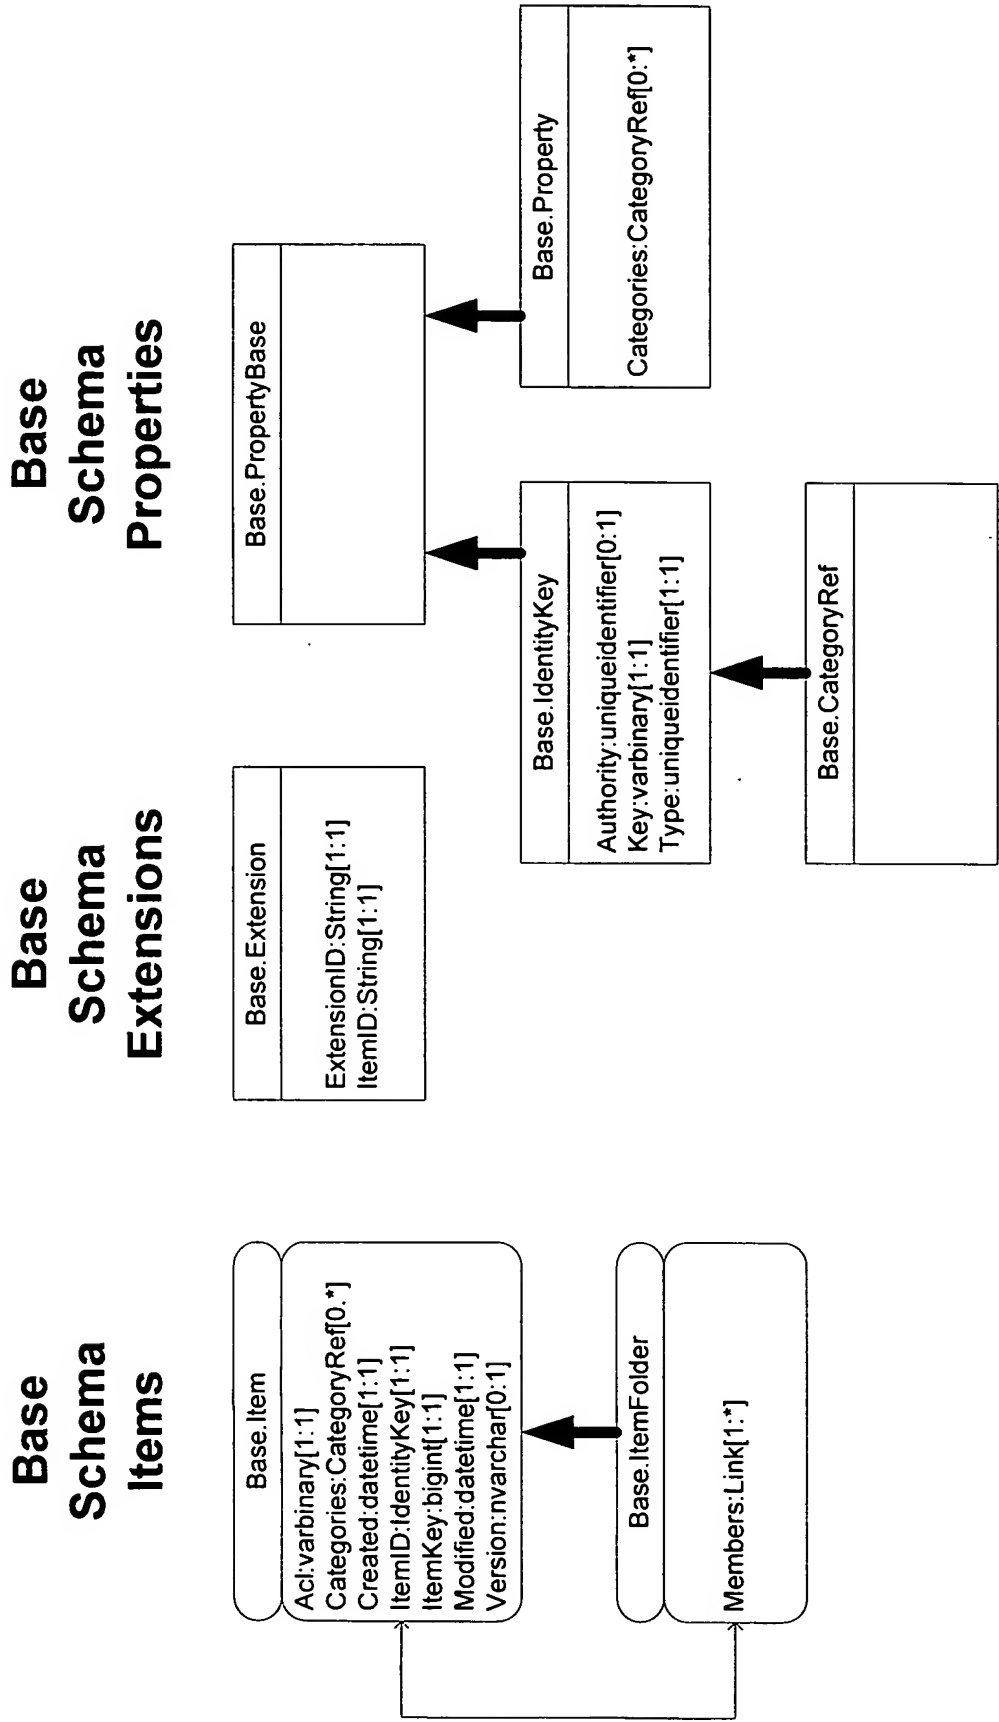 Base
Schema
Items
Base.Item
Acl:varbinary[1:1]
Categories:CategoryRef[0.*]
Created:datetime[1:1]
ItemID:IdentityKey[1:1]
ItemKey:bigint[1:1]
Modified:datetime[1:1]
Version:nvarchar[0:1]
Base.ItemFolder
Members:Link[1:*]
Base
Schema
Extensions
Base.Extension
ExtensionID:String[1:1]
ItemID:String[1:1]
Base
Schema
Properties
Base.PropertyBase
Base.IdentityKey
Authority:uniqueidentifier[0:1]
Key:varbinary[1:1]
Type:uniqueidentifier[1:1]
Base.Property
Categories:CategoryRef[0:*]
Base.CategoryRef